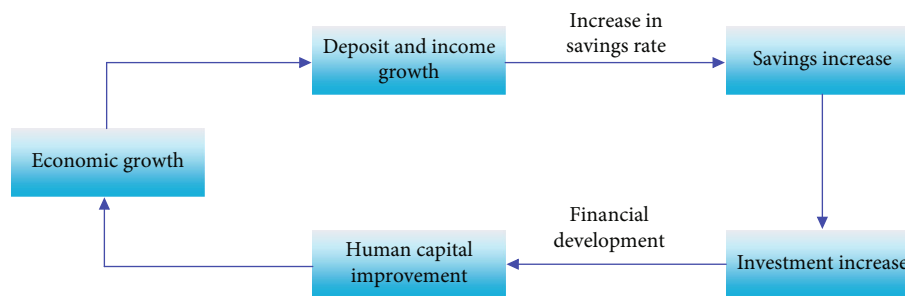 Deposit and income
growth
Increase in
savings rate
Savings increase
Economic growth
Human capital
improvement
Financial
development
Investment increase